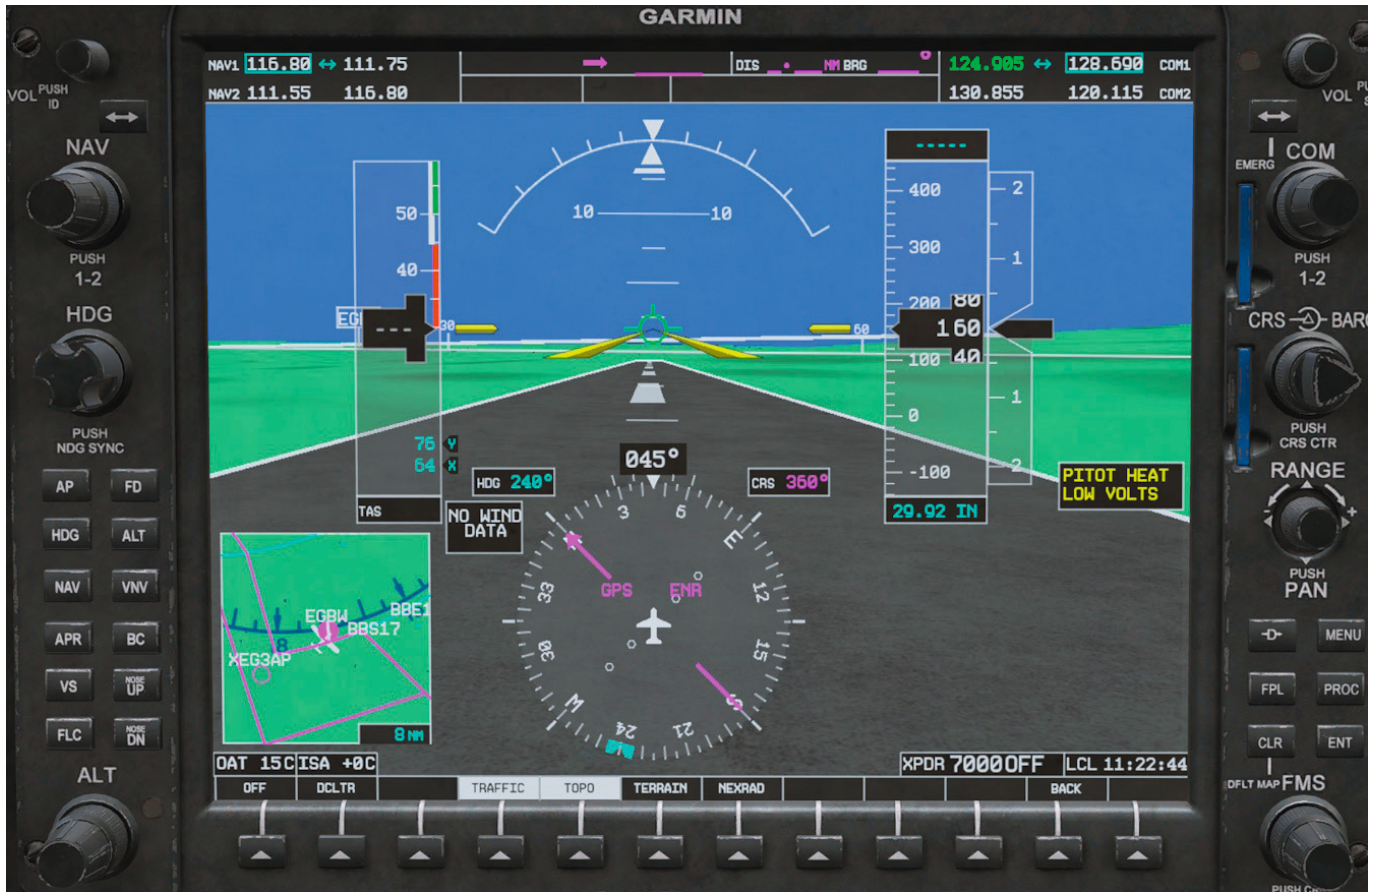 GARMIN
NAV1 116.80 ↔ 111.75
DIS _._ NM BRG ___°
124.905 ↔ 128.690 COM1
NAV2 111.55 116.80
130.855 120.115 COM2
VOL PUSH ID
NAV
PUSH
1-2
HDG
PUSH
HDG SYNC
AP FD
HDG ALT
NAV VNV
APR BC
VS NOSE UP
FLC NOSE DN
ALT
VOL
EMERG COM
PUSH
1-2
CRS BARO
PUSH
CRS CTR
RANGE
PUSH
PAN
MENU
FPL PROC
CLR ENT
DFLT MAP FMS
-----
50
40
30
---
10 10
60
400
300
200
100
0
-100
80
160
40
2
1
1
2
76 Y
64 X
TAS
045°
HDG 240°
CRS 360°
29.92 IN
PITOT HEAT
LOW VOLTS
NO WIND
DATA
3 6 E 12 15 S 21 24 W 30 33 N
GPS ENR
EGBW
BBE1
BBS17
8
XEG3AP
8 NM
OAT 15C ISA +0C
XPDR 7000 OFF LCL 11:22:44
OFF DCLTR TRAFFIC TOPO TERRAIN NEXRAD BACK